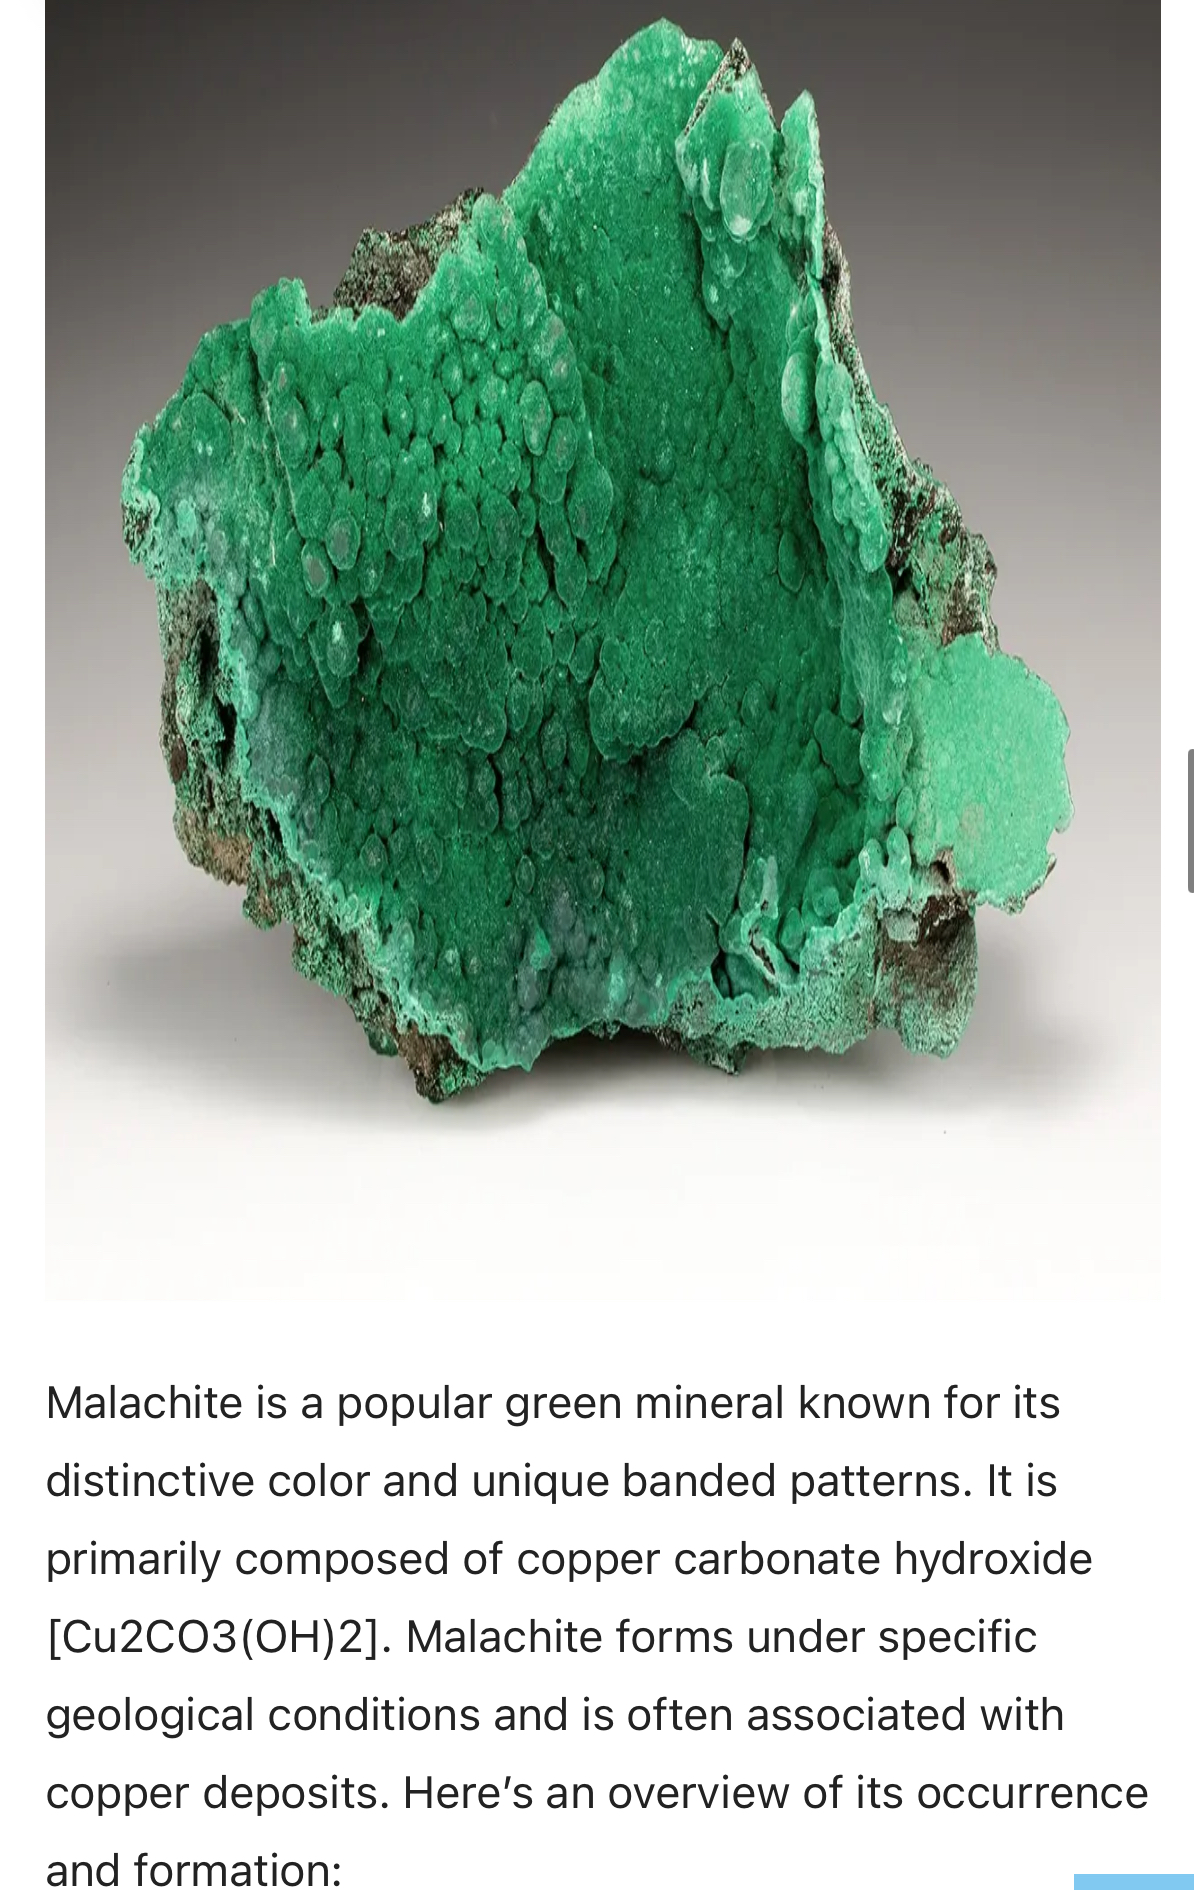 Malachite is a popular green mineral known for its
distinctive color and unique banded patterns. It is
primarily composed of copper carbonate hydroxide
[Cu2CO3(OH)2]. Malachite forms under specific
geological conditions and is often associated with
copper deposits. Here’s an overview of its occurrence
and formation: